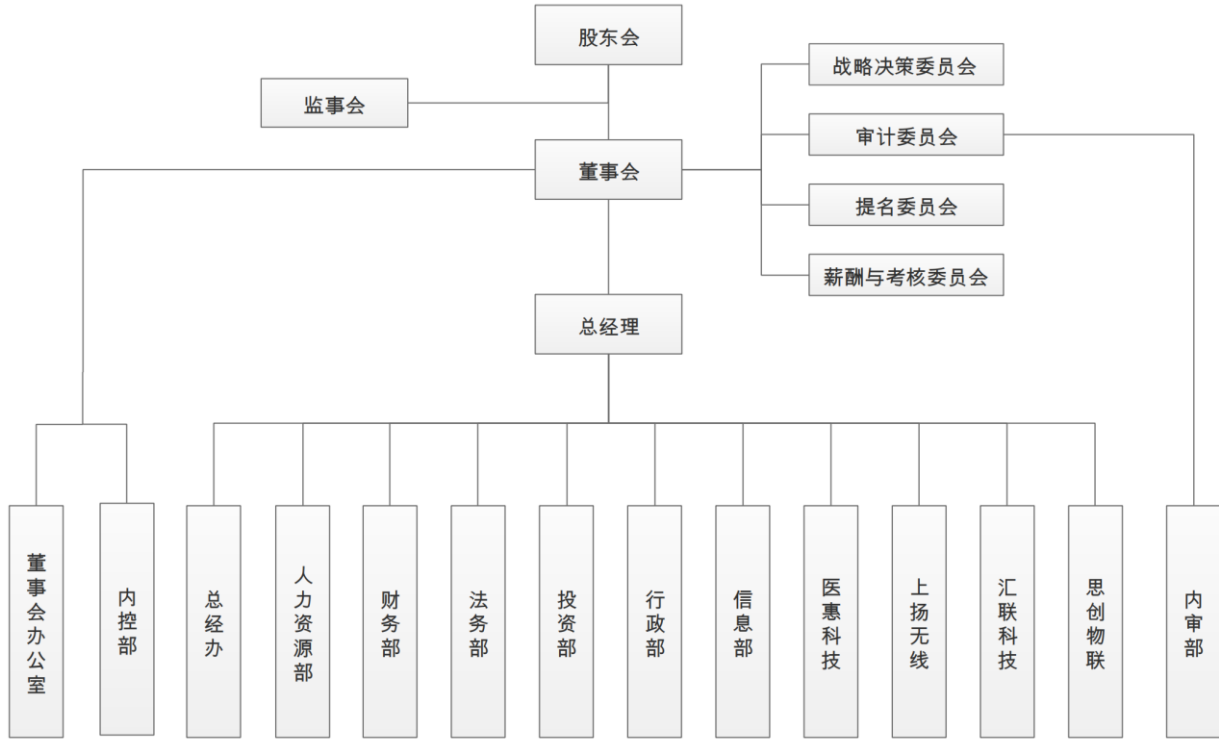 股东会
战略决策委员会
监事会
审计委员会
董事会
提名委员会
薪酬与考核委员会
总经理
董事会办公室
内控部
总经办
人力资源部
财务部
法务部
投资部
行政部
信息部
医惠科技
上扬无线
汇联科技
思创物联
内审部